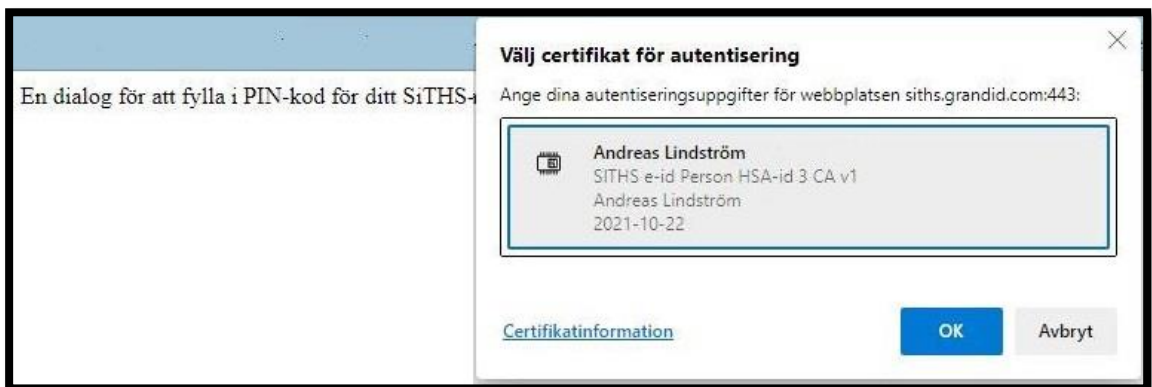 En dialog för att fylla i PIN-kod för ditt SiTHS-
Välj certifikat för autentisering
Ange dina autentiseringsuppgifter för webbplatsen siths.grandid.com:443:
Andreas Lindström
SITHS e-id Person HSA-id 3 CA v1
Andreas Lindström
2021-10-22
Certifikatinformation
OK
Avbryt